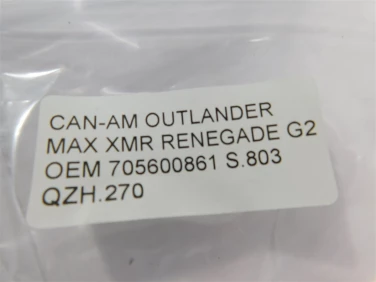 CAN-AM OUTLANDER
MAX XMR RENEGADE G2
OEM 705600861 S.803
QZH.270